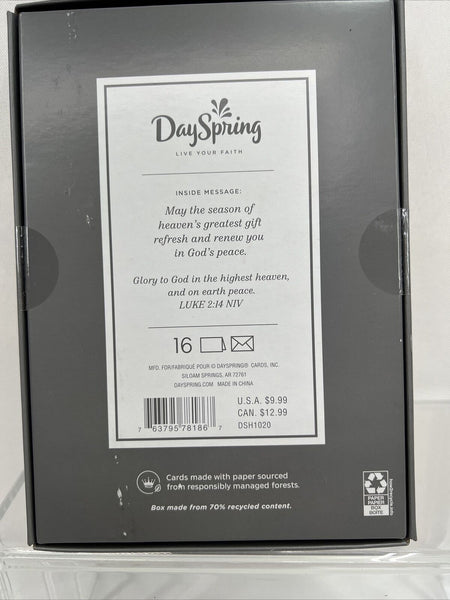 DaySpring
LIVE YOUR FAITH
INSIDE MESSAGE:
May the season of
heaven's greatest gift
refresh and renew you
in God's peace.
Glory to God in the highest heaven,
and on earth peace.
LUKE 2:14 NIV
16
MFD. FOR/FABRIQUÉ POUR © DAYSPRING® CARDS, INC.
SILOAM SPRINGS, AR 72761
DAYSPRING.COM MADE IN CHINA
U.S.A. $9.99
CAN. $12.99
DSH1020
7 63795 78186 7
Cards made with paper sourced
from responsibly managed forests.
Box made from 70% recycled content.
PAPER
PAPIER
BOX
BOÎTE